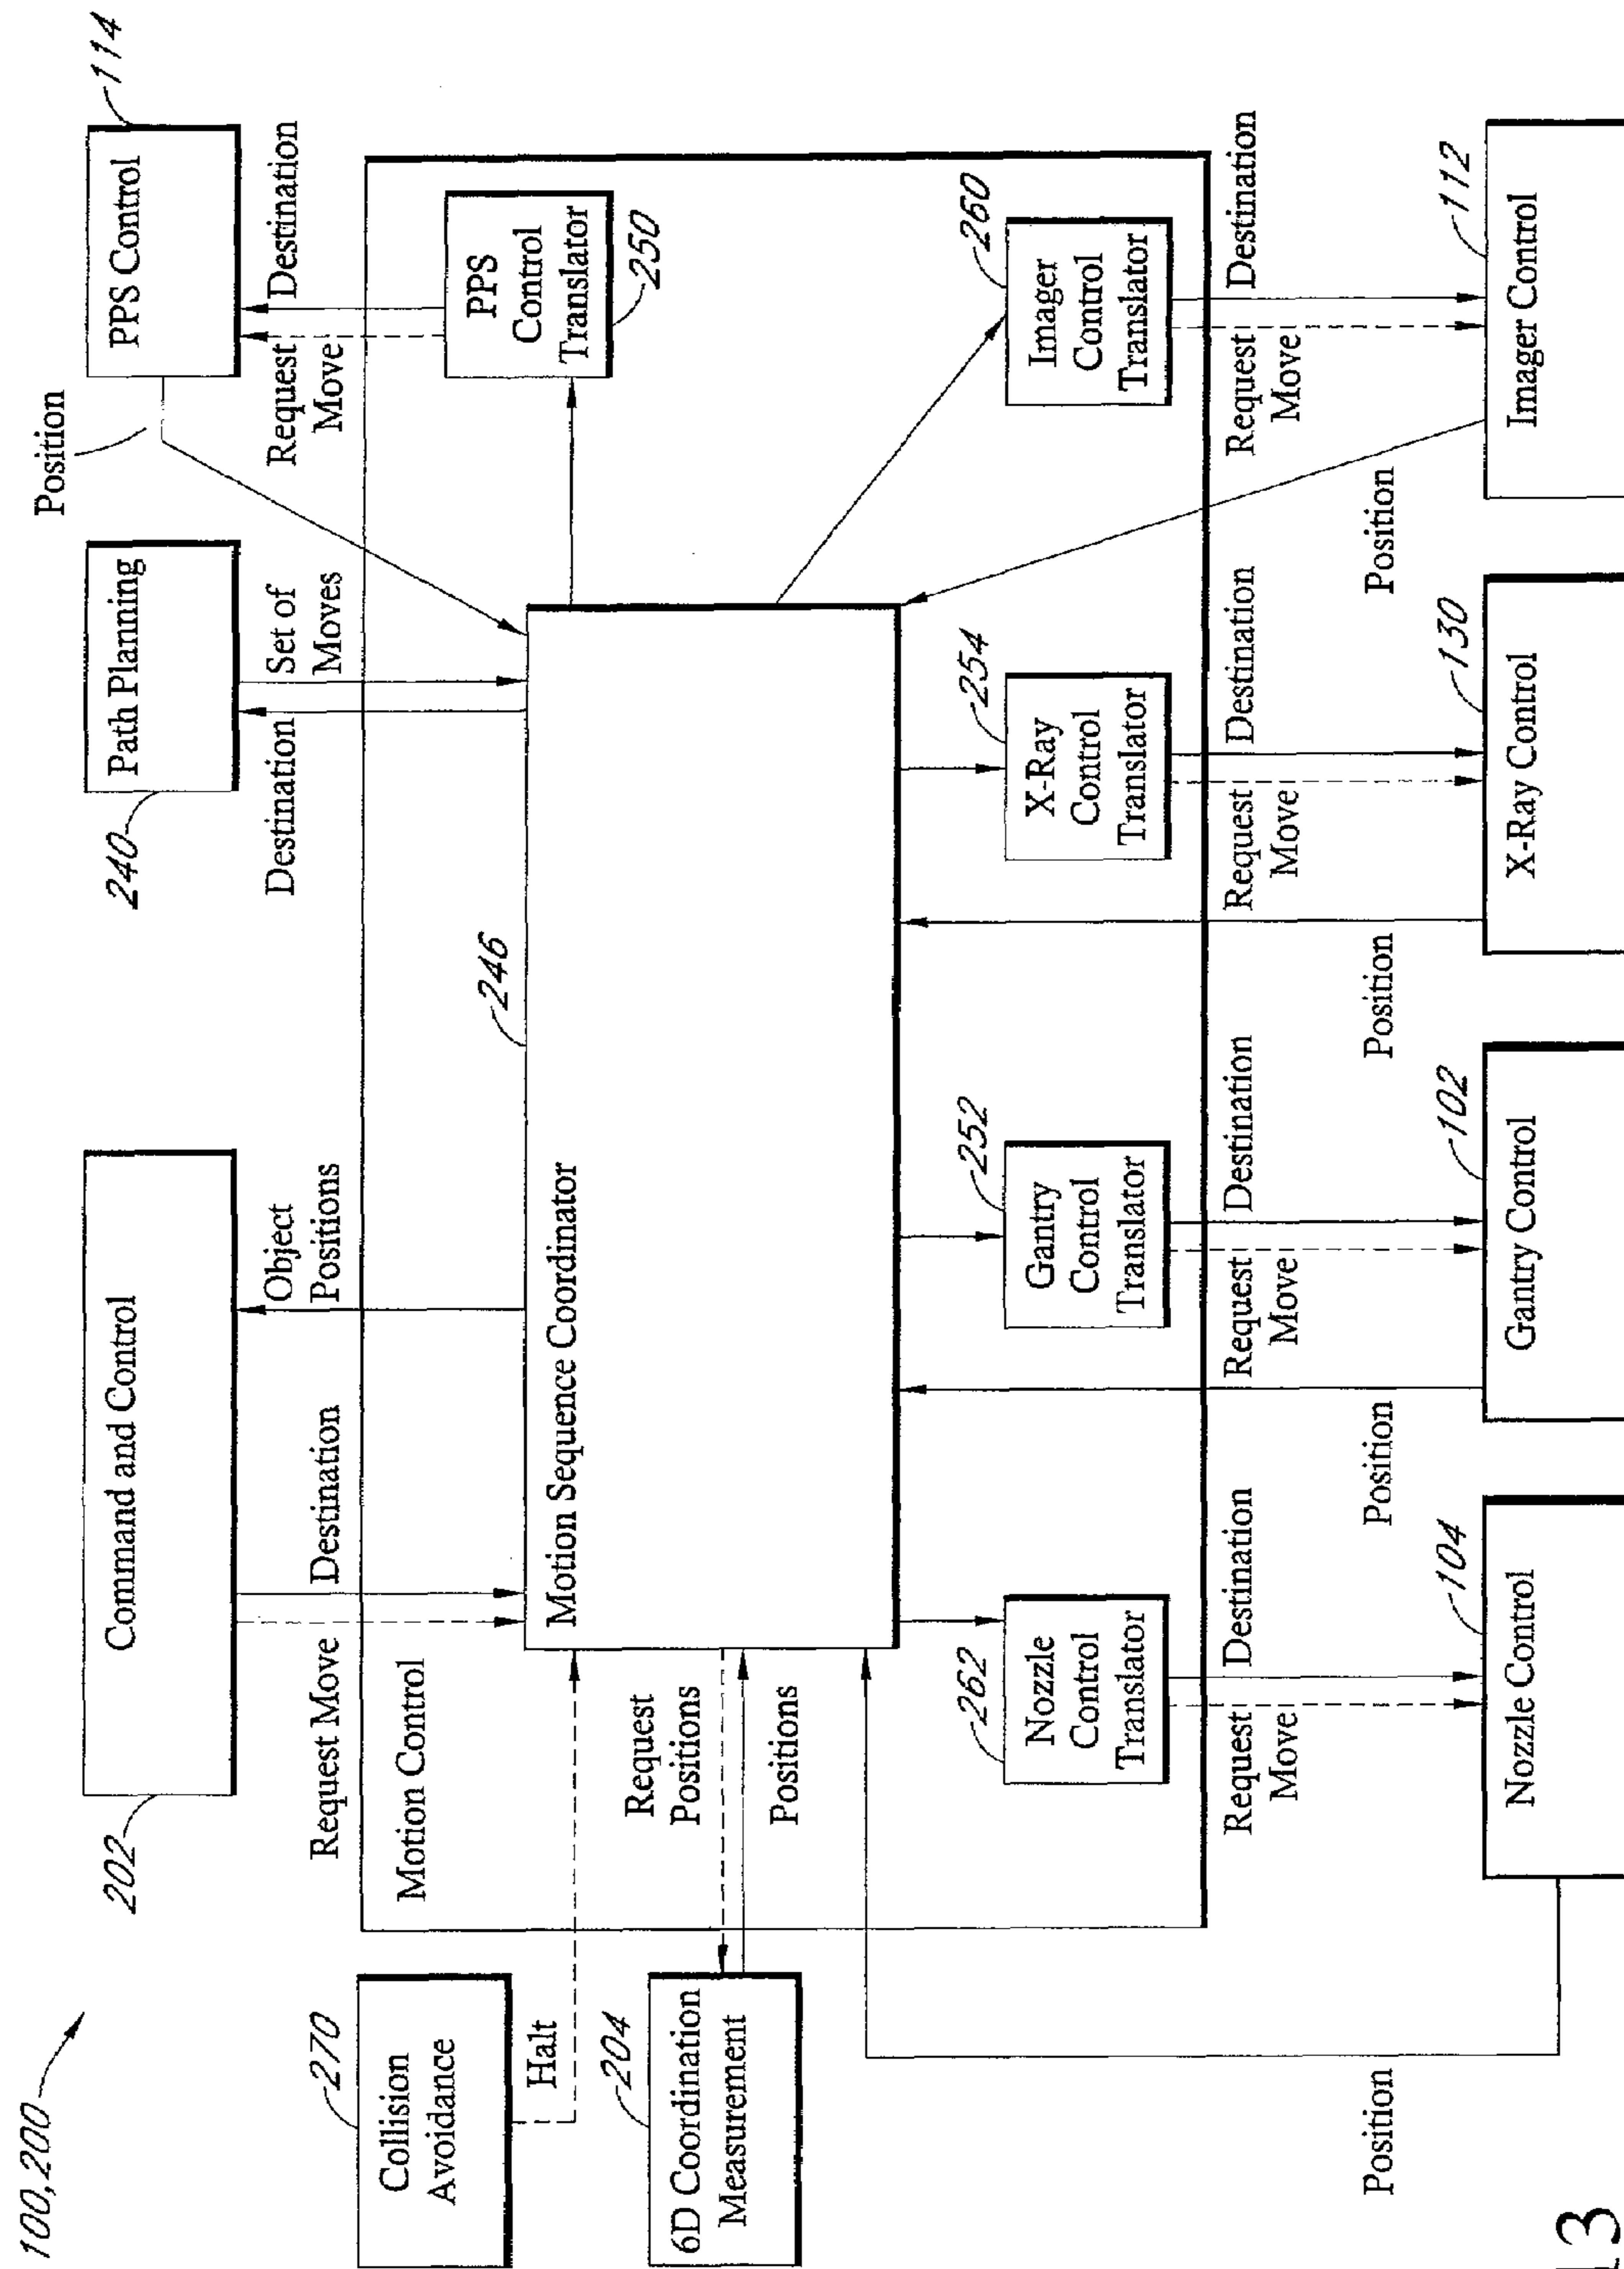 100,200
202
Command and Control
Request Move
Destination
Object
Positions
240
Path Planning
Destination
Set of
Moves
Position
PPS Control
114
Request
Move
Destination
270
Collision
Avoidance
Halt
204
6D Coordination
Measurement
Motion Control
Request
Positions
Positions
246
Motion Sequence Coordinator
PPS
Control
Translator
250
262
Nozzle
Control
Translator
252
Gantry
Control
Translator
254
X-Ray
Control
Translator
260
Imager
Control
Translator
Request
Move
Destination
Request
Move
Destination
Request
Move
Destination
Request
Move
Destination
Position
Position
Position
Position
104
Nozzle Control
102
Gantry Control
130
X-Ray Control
112
Imager Control
13